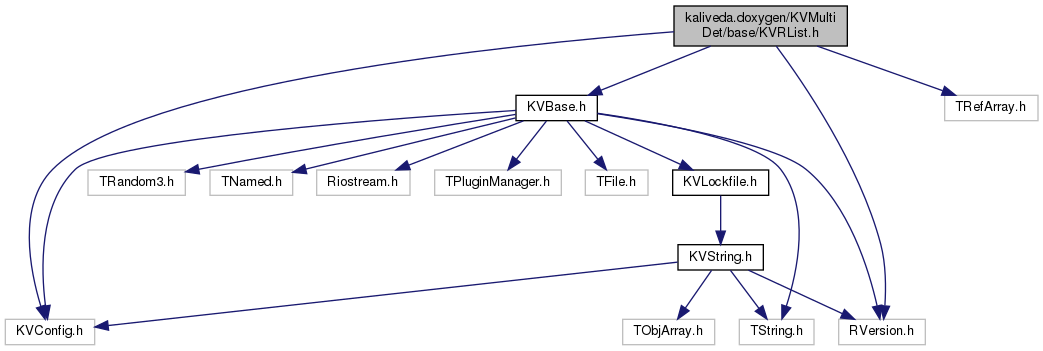 kaliveda.doxygen/KVMulti
Det/base/KVRList.h
KVBase.h
TRefArray.h
TRandom3.h
TNamed.h
Riostream.h
TPluginManager.h
TFile.h
KVLockfile.h
KVString.h
KVConfig.h
TObjArray.h
TString.h
RVersion.h